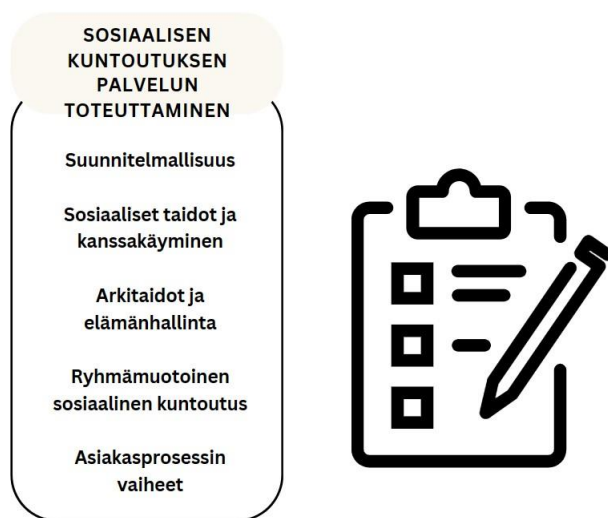 SOSIAALISEN
KUNTOUTUKSEN
PALVELUN
TOTEUTTAMINEN
Suunnitelmallisuus
Sosiaaliset taidot ja
kanssakäyminen
Arkitaidot ja
elämänhallinta
Ryhmämuotoinen
sosiaalinen kuntoutus
Asiakasprosessin
vaiheet